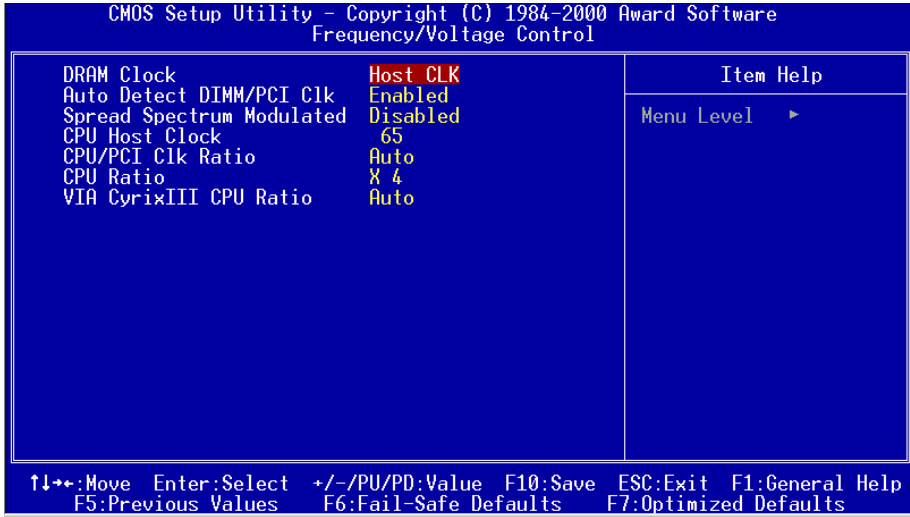 CMOS Setup Utility – Copyright (C) 1984–2000 Award Software
Frequency/Voltage Control
DRAM Clock Host CLK
Auto Detect DIMM/PCI Clk Enabled
Spread Spectrum Modulated Disabled
CPU Host Clock 65
CPU/PCI Clk Ratio Auto
CPU Ratio X 4
VIA CyrixIII CPU Ratio Auto
Item Help
Menu Level ►
↑↓→←:Move Enter:Select +/-/PU/PD:Value F10:Save ESC:Exit F1:General Help
F5:Previous Values F6:Fail-Safe Defaults F7:Optimized Defaults